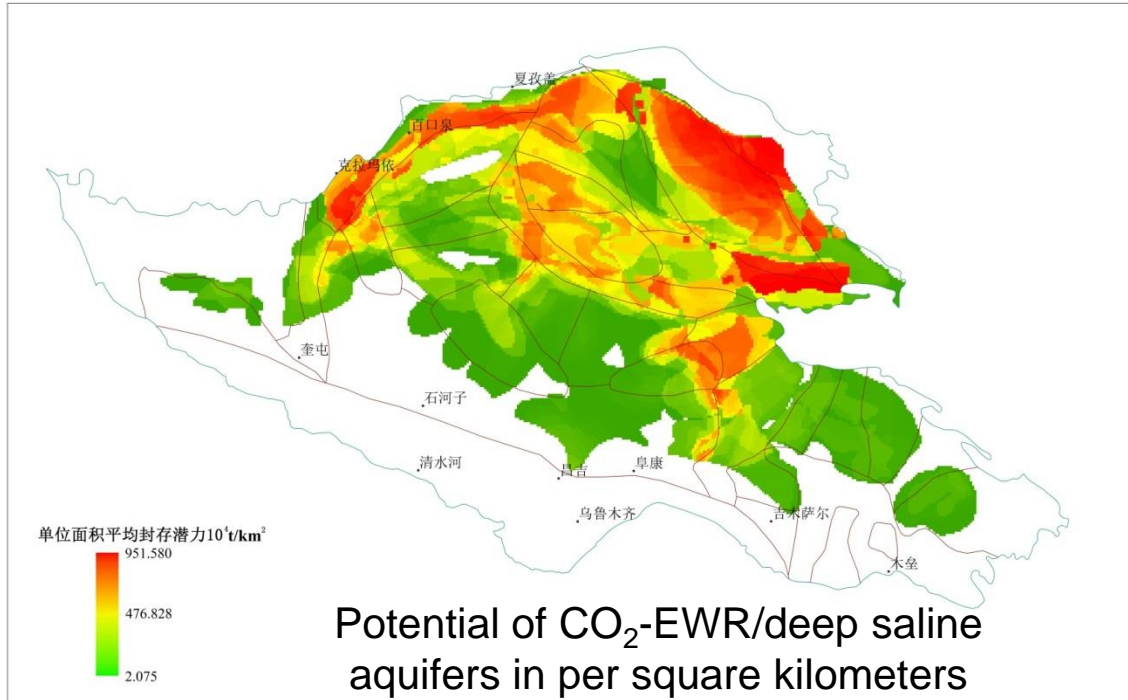 夏孜盖
百口泉
克拉玛依
奎屯
石河子
清水河
昌吉
阜康
乌鲁木齐
吉木萨尔
木垒
单位面积平均封存潜力10⁴t/km²
951.580
476.828
2.075
Potential of CO₂-EWR/deep saline
aquifers in per square kilometers